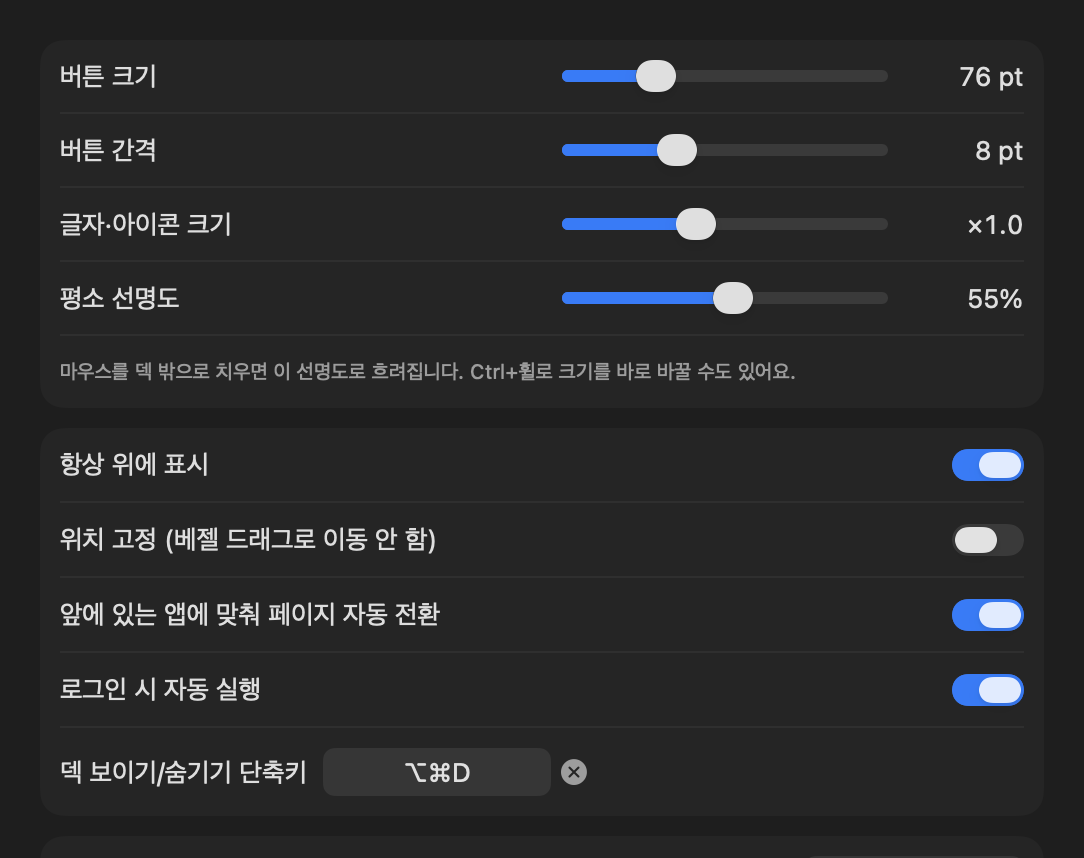 버튼 크기 76 pt
버튼 간격 8 pt
글자·아이콘 크기 ×1.0
평소 선명도 55%
마우스를 덱 밖으로 치우면 이 선명도로 흐려집니다. Ctrl+휠로 크기를 바로 바꿀 수도 있어요.
항상 위에 표시
위치 고정 (베젤 드래그로 이동 안 함)
앞에 있는 앱에 맞춰 페이지 자동 전환
로그인 시 자동 실행
덱 보이기/숨기기 단축키 ⌥⌘D